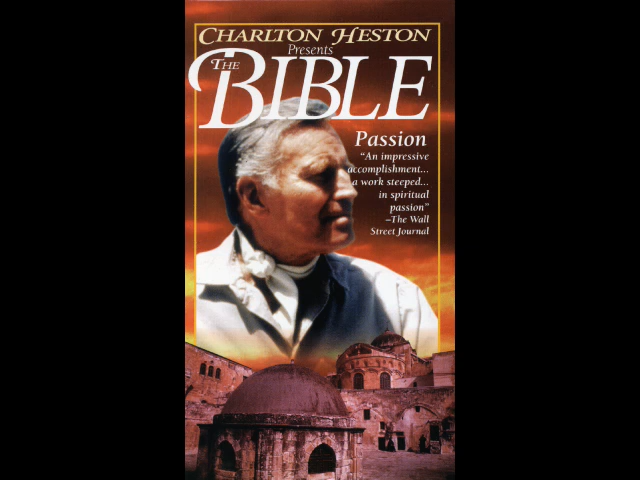 CHARLTON HESTON
Presents
THE
BIBLE
Passion
"An impressive
accomplishment...
a work steeped...
in spiritual
passion"
–The Wall
Street Journal